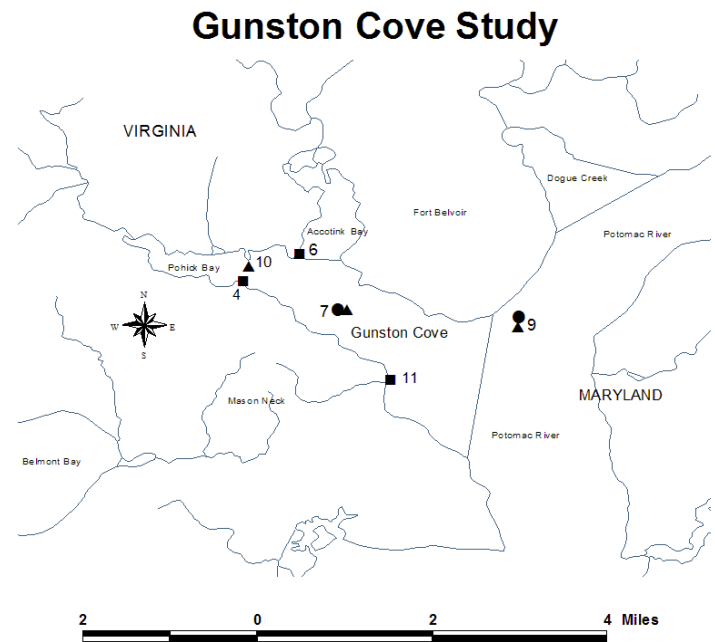 Gunston Cove Study
VIRGINIA
Dogue Creek
Fort Belvoir
Accotink Bay
Potomac River
6
10
Pohick Bay
4
N
W E
S
7
9
Gunston Cove
11
MARYLAND
Mason Neck
Potomac River
Belmont Bay
2 0 2 4 Miles